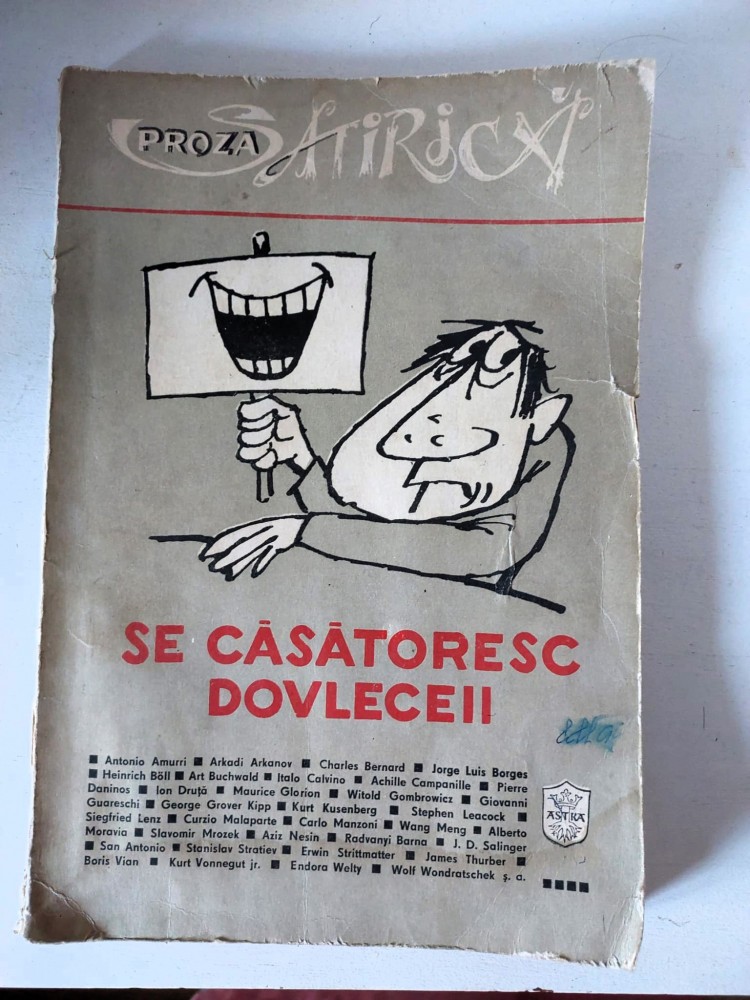 PROZA SATIRICĂ
SE CĂSĂTORESC
DOVLECEII
■ Antonio Amurri ■ Arkadi Arkanov ■ Charles Bernard ■ Jorge Luis Borges
■ Heinrich Böll ■ Art Buchwald ■ Italo Calvino ■ Achille Campanille ■ Pierre
Daninos ■ Ion Druță ■ Maurice Glorion ■ Witold Gombrowicz ■ Giovanni
Guareschi ■ George Grover Kipp ■ Kurt Kusenberg ■ Stephen Leacock ■
Siegfried Lenz ■ Curzio Malaparte ■ Carlo Manzoni ■ Wang Meng ■ Alberto
Moravia ■ Slavomir Mrozek ■ Aziz Nesin ■ Radvanyi Barna ■ J. D. Salinger
■ San Antonio ■ Stanislav Stratiev ■ Erwin Strittmatter ■ James Thurber ■
Boris Vian ■ Kurt Vonnegut jr. ■ Endora Welty ■ Wolf Wondratschek ș. a.
ASTRA